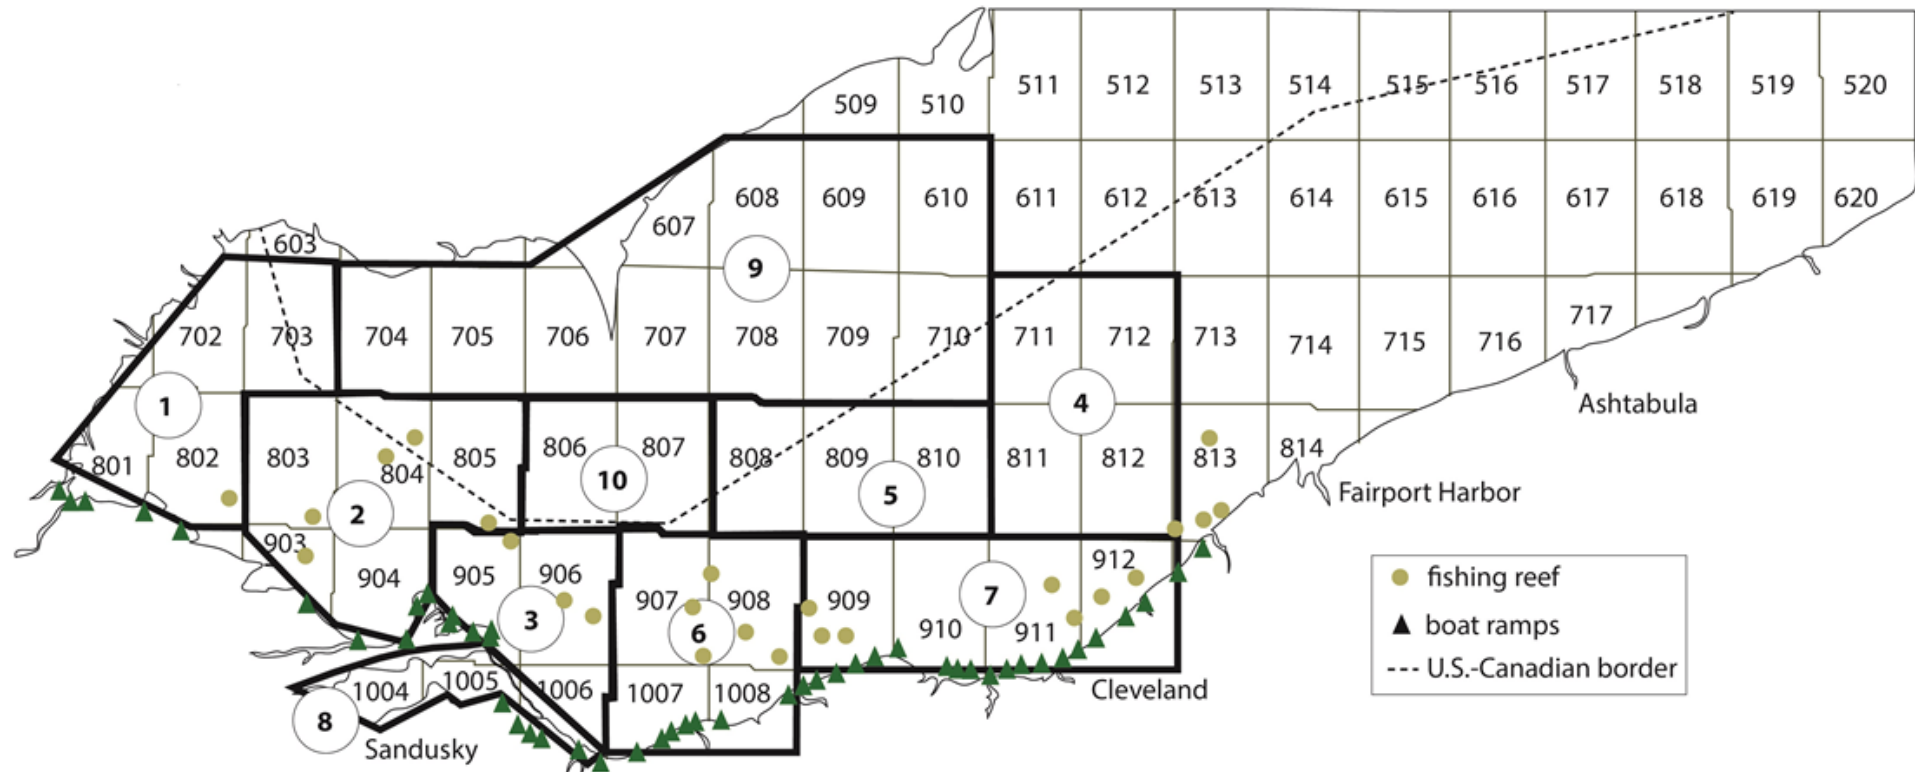 511 512 513 514 515 516 517 518 519 520
509 510
608 609 610 611 612 613 614 615 616 617 618 619 620
607
603
9
702 703 704 705 706 707 708 709 710 711 712 713 714 715 716 717
1
4
Ashtabula
801 802 803 804 805 806 807 808 809 810 811 812 813 814
10
5
2
Fairport Harbor
903 904 905 906 907 908 909 910 911 912
3
6
7
fishing reef
boat ramps
U.S.-Canadian border
1004 1005 1006 1007 1008
Cleveland
8
Sandusky